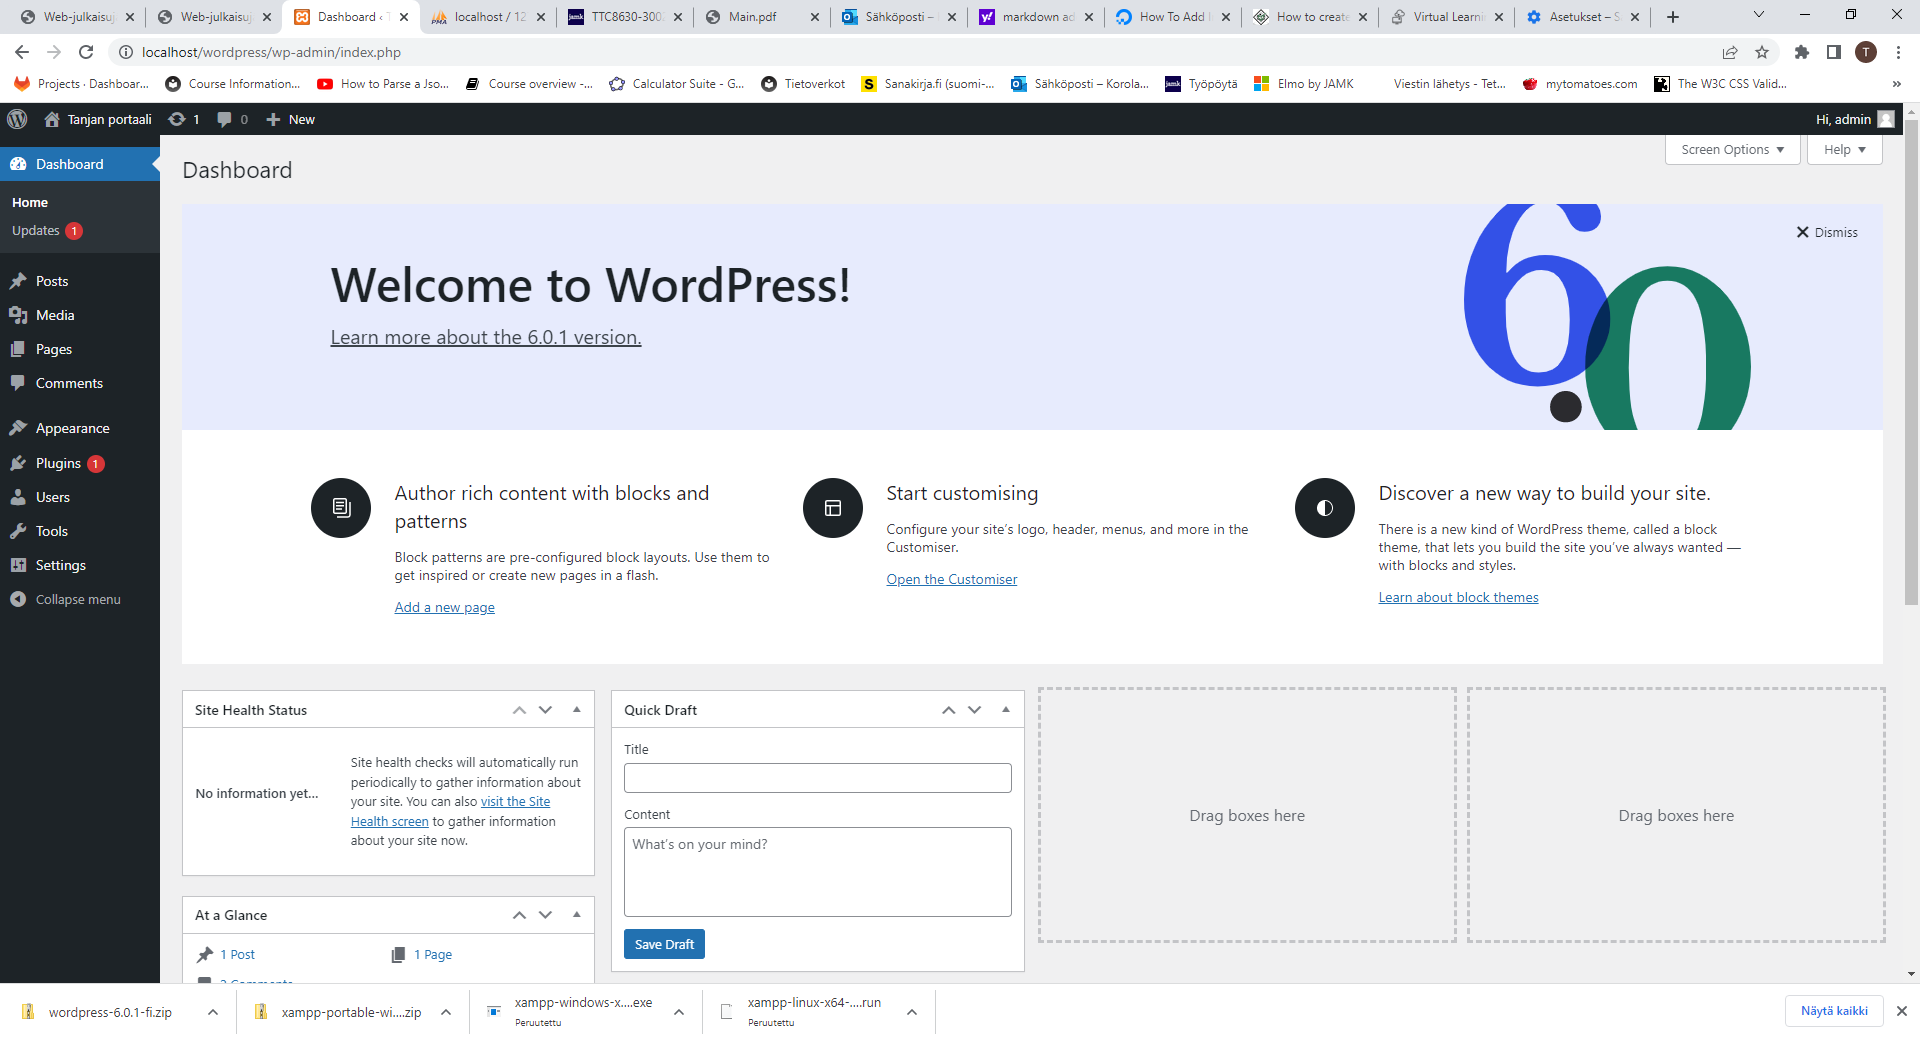 Web-julkaisuj
Web-julkaisuj
Dashboard ‹ T
localhost / 12
TTC8630-300
Main.pdf
Sähköposti –
markdown ad
How To Add I
How to create
Virtual Learni
Asetukset – S
localhost/wordpress/wp-admin/index.php
T
Projects · Dashboar...
Course Information...
How to Parse a Jso...
Course overview -...
Calculator Suite - G...
Tietoverkot
Sanakirja.fi (suomi-...
Sähköposti – Korola...
Työpöytä
Elmo by JAMK
Viestin lähetys - Tet...
mytomatoes.com
The W3C CSS Valid...
»
Tanjan portaali
1
0
New
Hi, admin
Dashboard
Home
Updates 1
Posts
Media
Pages
Comments
Appearance
Plugins 1
Users
Tools
Settings
Collapse menu
Dashboard
Screen Options
Help
Dismiss
Welcome to WordPress!
Learn more about the 6.0.1 version.
6.0
Author rich content with blocks and
patterns
Block patterns are pre-configured block layouts. Use them to
get inspired or create new pages in a flash.
Add a new page
Start customising
Configure your site’s logo, header, menus, and more in the
Customiser.
Open the Customiser
Discover a new way to build your site.
There is a new kind of WordPress theme, called a block
theme, that lets you build the site you’ve always wanted —
with blocks and styles.
Learn about block themes
Site Health Status
No information yet...
Site health checks will automatically run
periodically to gather information about
your site. You can also visit the Site
Health screen to gather information
about your site now.
At a Glance
1 Post
1 Page
2 Comments
Quick Draft
Title
Content
What’s on your mind?
Save Draft
Drag boxes here
Drag boxes here
wordpress-6.0.1-fi.zip
xampp-portable-wi....zip
xampp-windows-x....exe
Peruutettu
xampp-linux-x64-....run
Peruutettu
Näytä kaikki